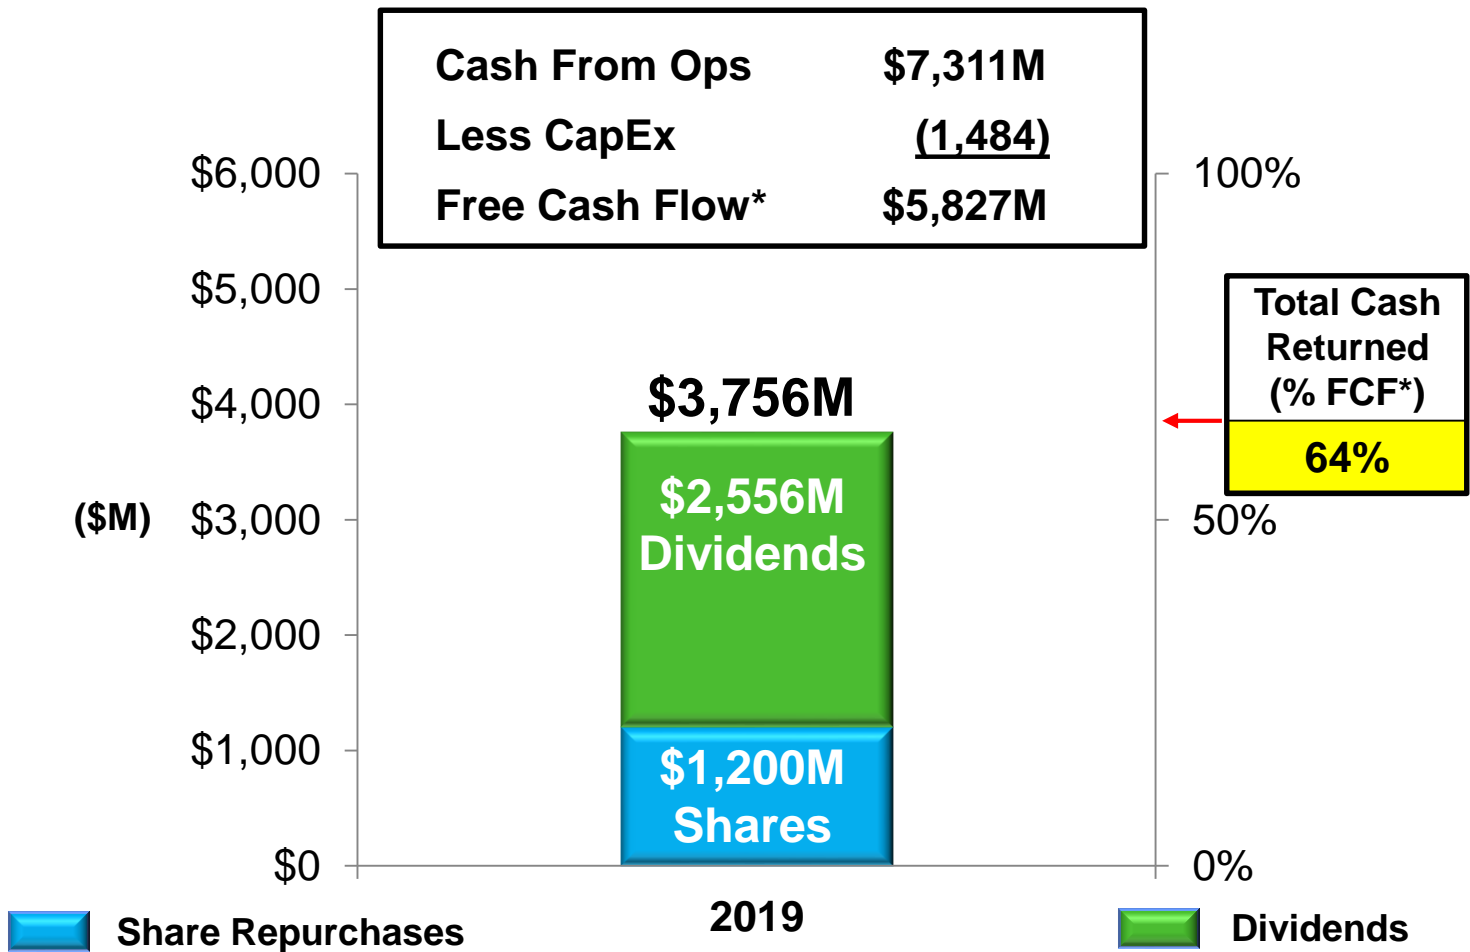 Cash From Ops $7,311M
Less CapEx (1,484)
Free Cash Flow* $5,827M
$6,000
$5,000
$4,000
$3,000
$2,000
$1,000
$0
($M)
100%
50%
0%
Total Cash
Returned
(% FCF*)
64%
$3,756M
$2,556M
Dividends
$1,200M
Shares
2019
Share Repurchases
Dividends